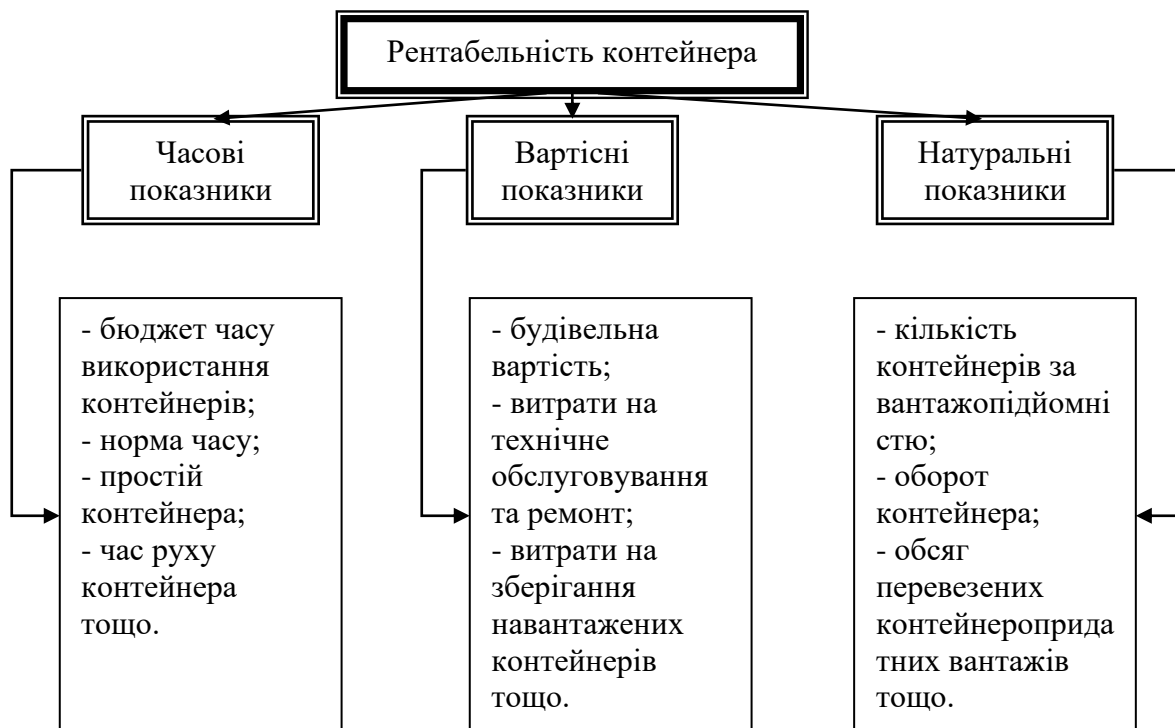 Рентабельність контейнера
Часові
показники
Вартісні
показники
Натуральні
показники
- бюджет часу
використання
контейнерів;
- норма часу;
- простій
контейнера;
- час руху
контейнера
тощо.
- будівельна
вартість;
- витрати на
технічне
обслуговування
та ремонт;
- витрати на
зберігання
навантажених
контейнерів
тощо.
- кількість
контейнерів за
вантажопідйомні
стю;
- оборот
контейнера;
- обсяг
перевезених
контейнероприда
тних вантажів
тощо.